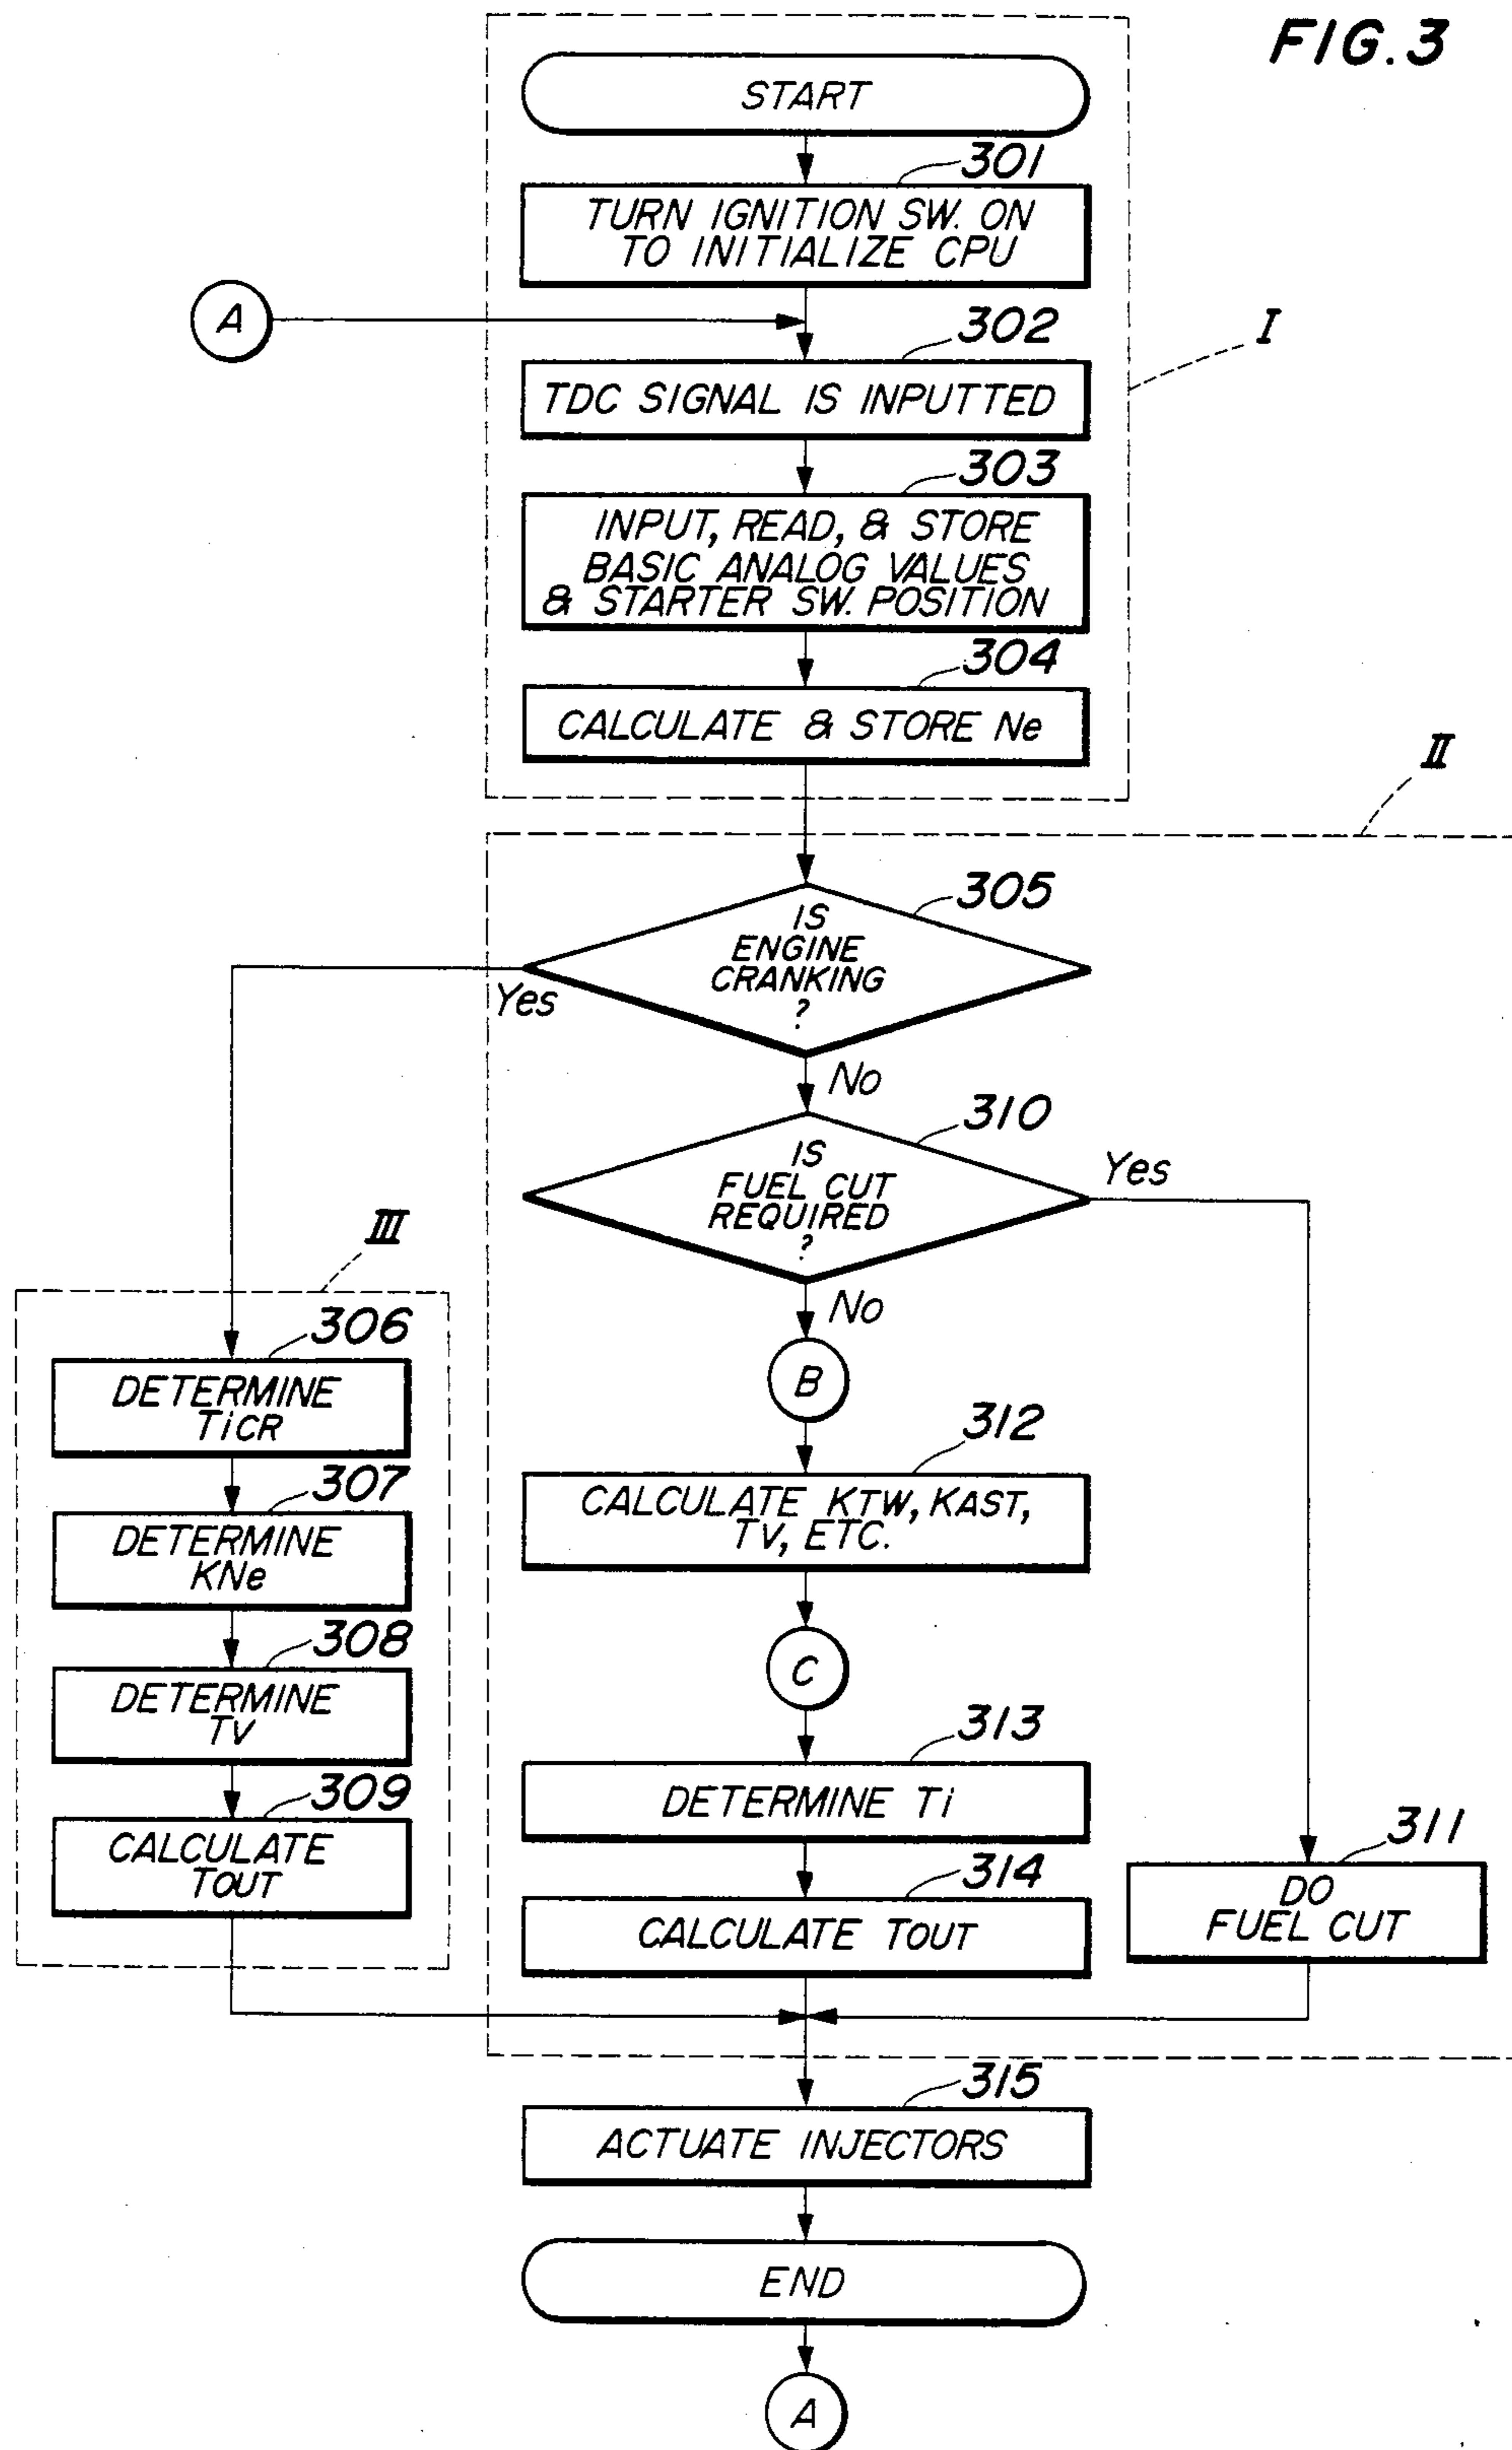 FIG.3
START
301
TURN IGNITION SW. ON
TO INITIALIZE CPU
A
302
I
TDC SIGNAL IS INPUTTED
303
INPUT, READ, & STORE
BASIC ANALOG VALUES
& STARTER SW. POSITION
304
CALCULATE & STORE Ne
II
305
IS
ENGINE
CRANKING
?
Yes
No
310
IS
FUEL CUT
REQUIRED
?
Yes
No
III
306
DETERMINE
TiCR
307
DETERMINE
KNe
308
DETERMINE
TV
309
CALCULATE
TOUT
B
312
CALCULATE KTW, KAST,
TV, ETC.
C
313
DETERMINE Ti
314
CALCULATE TOUT
311
DO
FUEL CUT
315
ACTUATE INJECTORS
END
A